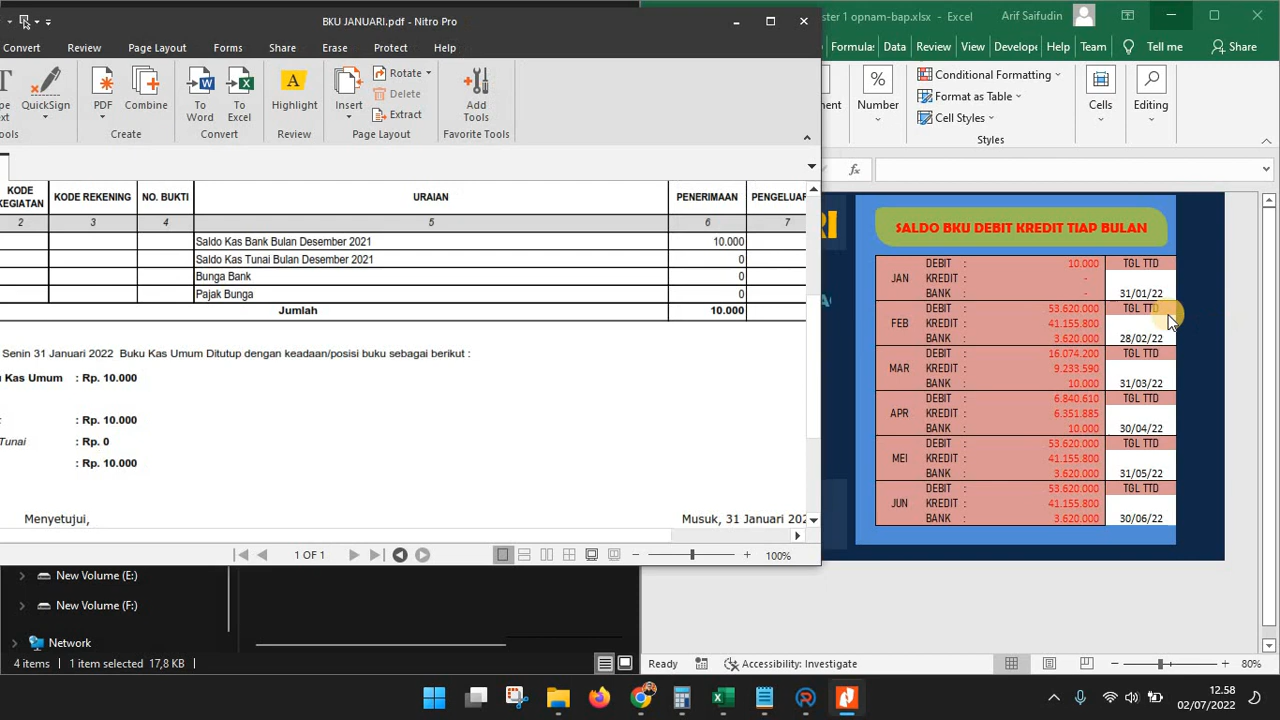 BKU JANUARI.pdf - Nitro Pro
Convert Review Page Layout Forms Share Erase Protect Help
QuickSign
PDF
Combine
Create
To Word
To Excel
Convert
Highlight
Review
Insert
Rotate
Delete
Extract
Page Layout
Add Tools
Favorite Tools
KODE KEGIATAN KODE REKENING NO. BUKTI URAIAN PENERIMAAN PENGELUAR
2 3 4 5 6 7
Saldo Kas Bank Bulan Desember 2021 10.000
Saldo Kas Tunai Bulan Desember 2021 0
Bunga Bank 0
Pajak Bunga 0
Jumlah 10.000
Senin 31 Januari 2022 Buku Kas Umum Ditutup dengan keadaan/posisi buku sebagai berikut :
Kas Umum : Rp. 10.000
: Rp. 10.000
Tunai : Rp. 0
: Rp. 10.000
Menyetujui, Musuk, 31 Januari 202
1 OF 1 100%
New Volume (E:)
New Volume (F:)
Network
4 items 1 item selected 17,8 KB
ster 1 opnam-bap.xlsx - Excel Arif Saifudin
Formula: Data Review View Develop Help Team Tell me Share
Number
Conditional Formatting
Format as Table
Cell Styles
Styles
Cells
Editing
fx
SALDO BKU DEBIT KREDIT TIAP BULAN
JAN
DEBIT : 10.000 TGL TTD
KREDIT : -
BANK : - 31/01/22
FEB
DEBIT : 53.620.000 TGL TTD
KREDIT : 41.155.800
BANK : 3.620.000 28/02/22
MAR
DEBIT : 16.074.200 TGL TTD
KREDIT : 9.233.590
BANK : 10.000 31/03/22
APR
DEBIT : 6.840.610 TGL TTD
KREDIT : 6.351.885
BANK : 10.000 30/04/22
MEI
DEBIT : 53.620.000 TGL TTD
KREDIT : 41.155.800
BANK : 3.620.000 31/05/22
JUN
DEBIT : 53.620.000 TGL TTD
KREDIT : 41.155.800
BANK : 3.620.000 30/06/22
Ready Accessibility: Investigate 80%
12.58
02/07/2022